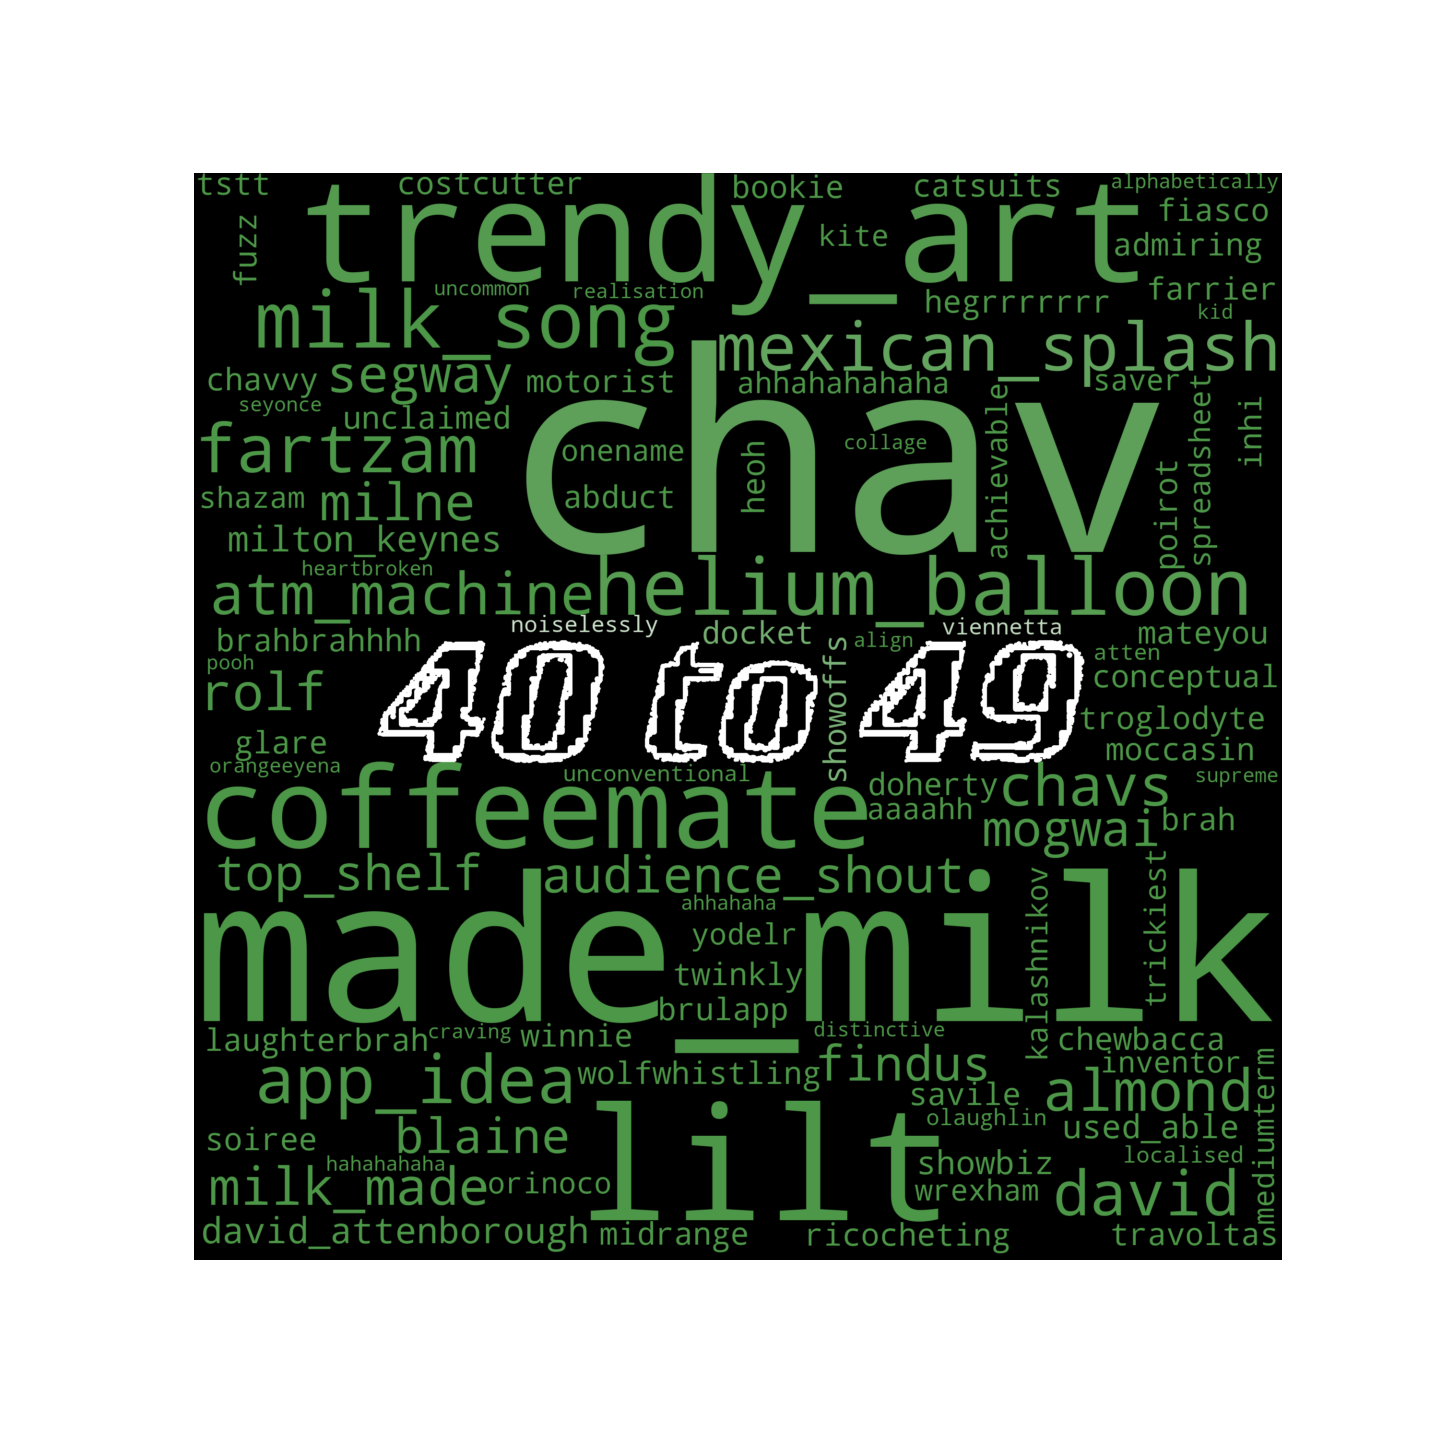 tstt costcutter bookie catsuits alphabetically
fuzz trendy_art kite fiasco
admiring
uncommon realisation hegrrrrrrr farrier
kid
milk_song mexican_splash
chavvy segway motorist ahhahahahaha saver
seyonce unclaimed chav achievable spreadsheet inhi
fartzam onename heoh collage poirot
shazam milne abduct
milton_keynes
heartbroken
atm_machine helium_balloon
brahbrahhhh noiselessly docket showoffs align viennetta mateyou
pooh atten
rolf 40 to 49 conceptual
troglodyte
glare moccasin
orangeeyena unconventional supreme
coffeemate doherty chavs
aaaahh mogwai brah
top_shelf audience_shout
ahhahaha kalashnikov trickiest
made_milk yodelr
twinkly
brulapp
laughterbrah craving winnie distinctive chewbacca
inventor
app_idea wolfwhistling findus almond mediumterm
savile
olaughlin
soiree blaine lilt used_able
hahahahaha showbiz localised
milk_made orinoco wrexham david
david_attenborough midrange ricocheting travoltas